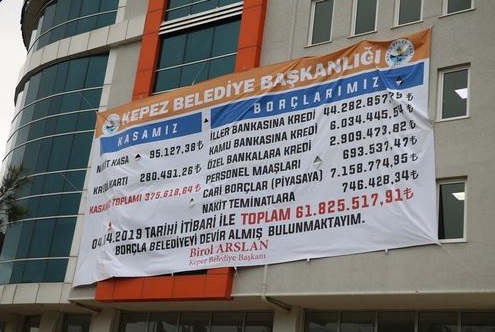 KEPEZ BELEDİYE BAŞKANLIĞI
KASAMIZ
NAKİT KASA 95.127.38₺
KREDİ KARTI 280.491.26₺
KASA TOPLAMI 375.618,64₺
BORÇLARIMIZ
İLLER BANKASINA KREDİ 44.282.857
KAMU BANKASINA KREDİ 6.034.445.54₺
ÖZEL BANKALARA KREDİ 2.909.473,82₺
PERSONEL MAAŞLARI 693.537,47₺
CARİ BORÇLAR (PİYASAYA) 7.158.774,95₺
NAKİT TEMİNATLARA 746.428,34₺
04.04.2019 TARİHİ İTİBARİ İLE TOPLAM 61.825.517,91₺
BORÇLA BELEDİYEYİ DEVİR ALMIŞ BULUNMAKTAYIM.
Birol ARSLAN
Kepez Belediye Başkanı